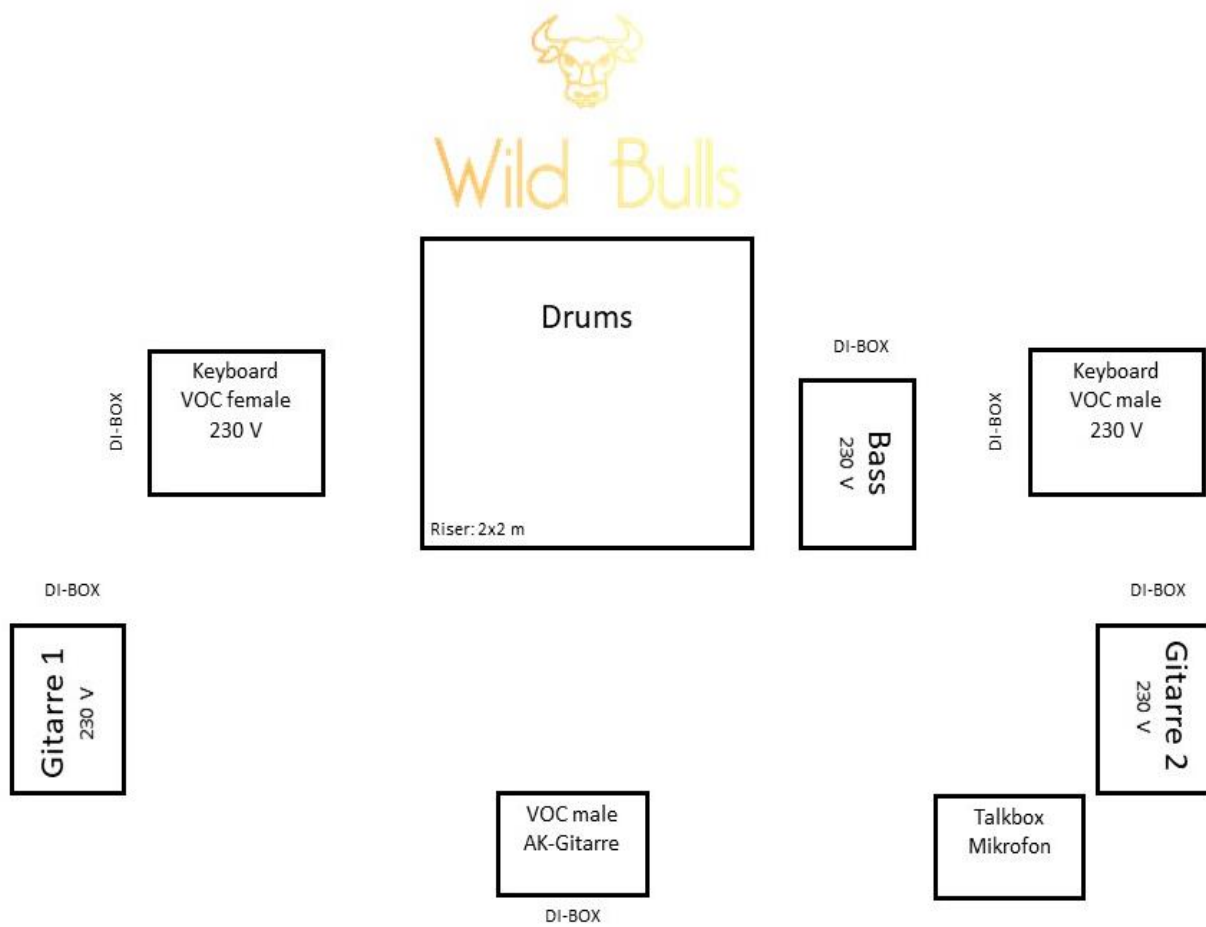 Wild Bulls
Drums
Riser: 2x2 m
DI-BOX
Keyboard
VOC female
230 V
DI-BOX
Bass
230 V
DI-BOX
Keyboard
VOC male
230 V
DI-BOX
Gitarre 1
230 V
DI-BOX
Gitarre 2
230 V
VOC male
AK-Gitarre
DI-BOX
Talkbox
Mikrofon